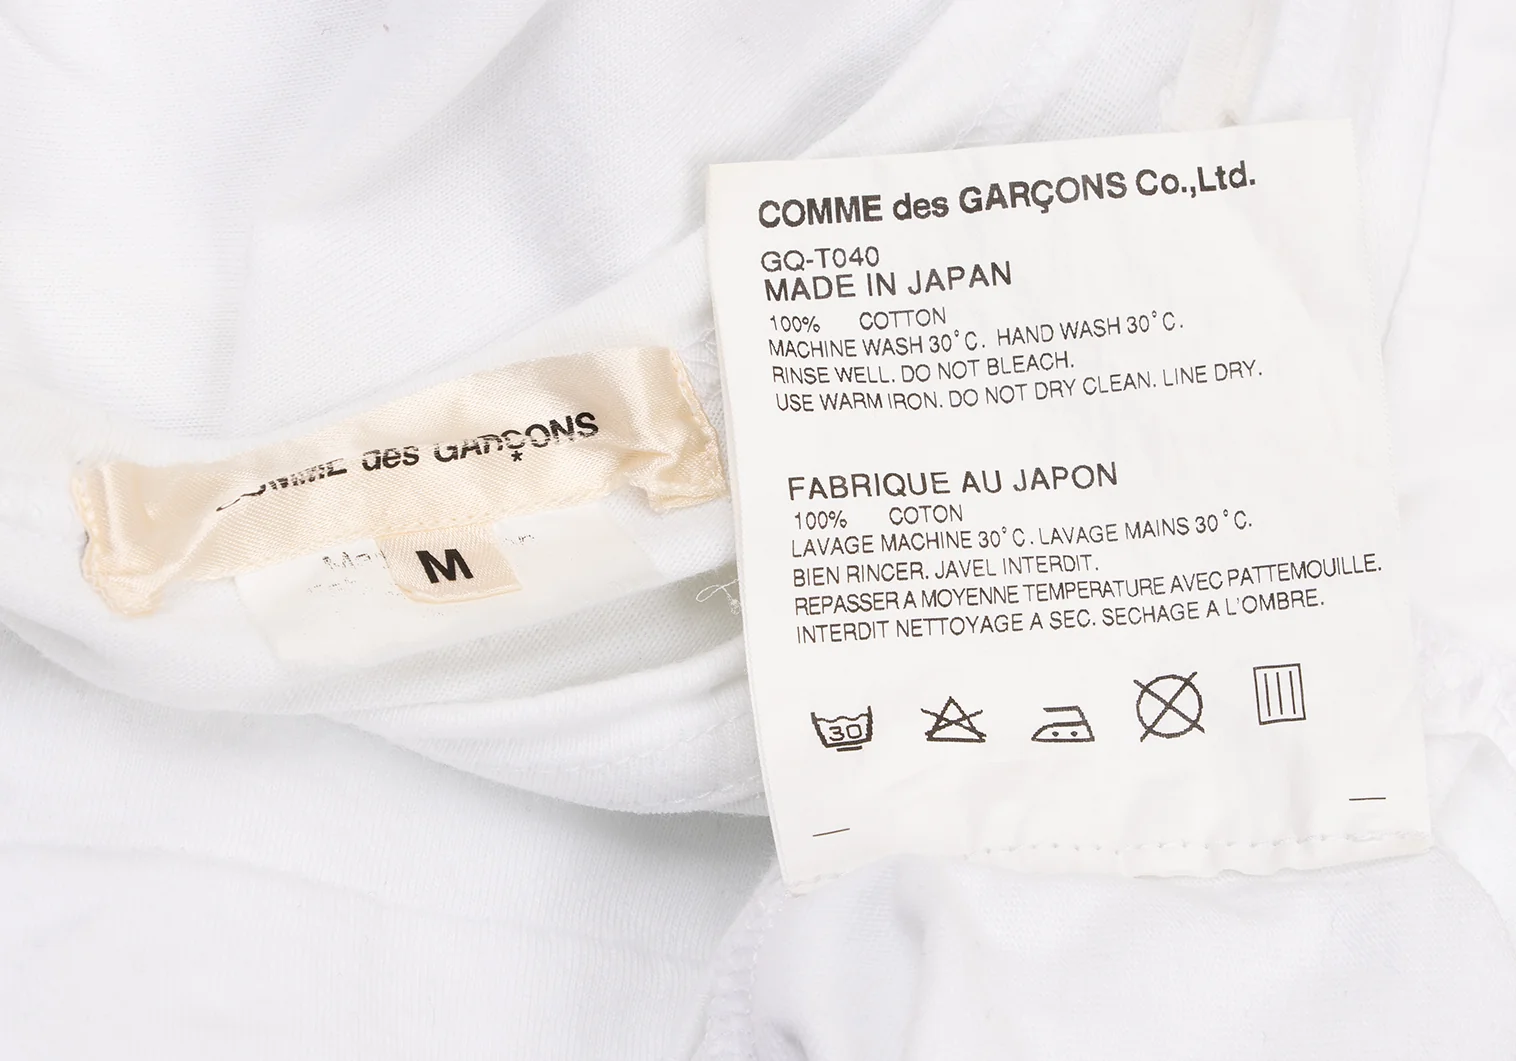 des GARÇONS
*
M
COMME des GARÇONS Co.,Ltd.
GQ-T040
MADE IN JAPAN
100% COTTON
MACHINE WASH 30°C. HAND WASH 30°C.
RINSE WELL. DO NOT BLEACH.
USE WARM IRON. DO NOT DRY CLEAN. LINE DRY.
FABRIQUE AU JAPON
100% COTON
LAVAGE MACHINE 30°C. LAVAGE MAINS 30°C.
BIEN RINCER. JAVEL INTERDIT.
REPASSER A MOYENNE TEMPERATURE AVEC PATTEMOUILLE.
INTERDIT NETTOYAGE A SEC. SECHAGE A L'OMBRE.
30